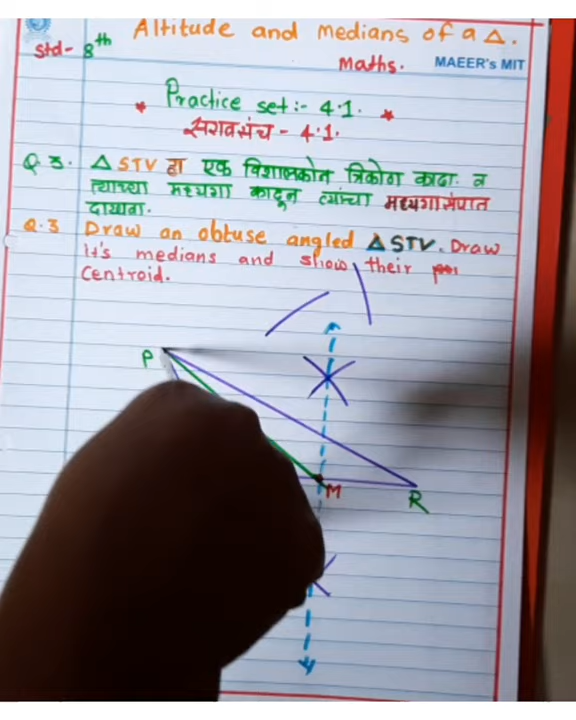 Altitude and medians of a Δ.
Std- 8th
Maths.
MAEER's MIT
* Practice set:- 4.1. *
सरावसंच - 4.1.
Q.3. Δ STV हा एक विशालकोन त्रिकोण काढा. व
त्याच्या मध्यगा काढून त्यांचा मध्यगासंपात
दाखवा.
Q.3 Draw an obtuse angled ΔSTV. Draw
it's medians and show their
Centroid.
P
M
R